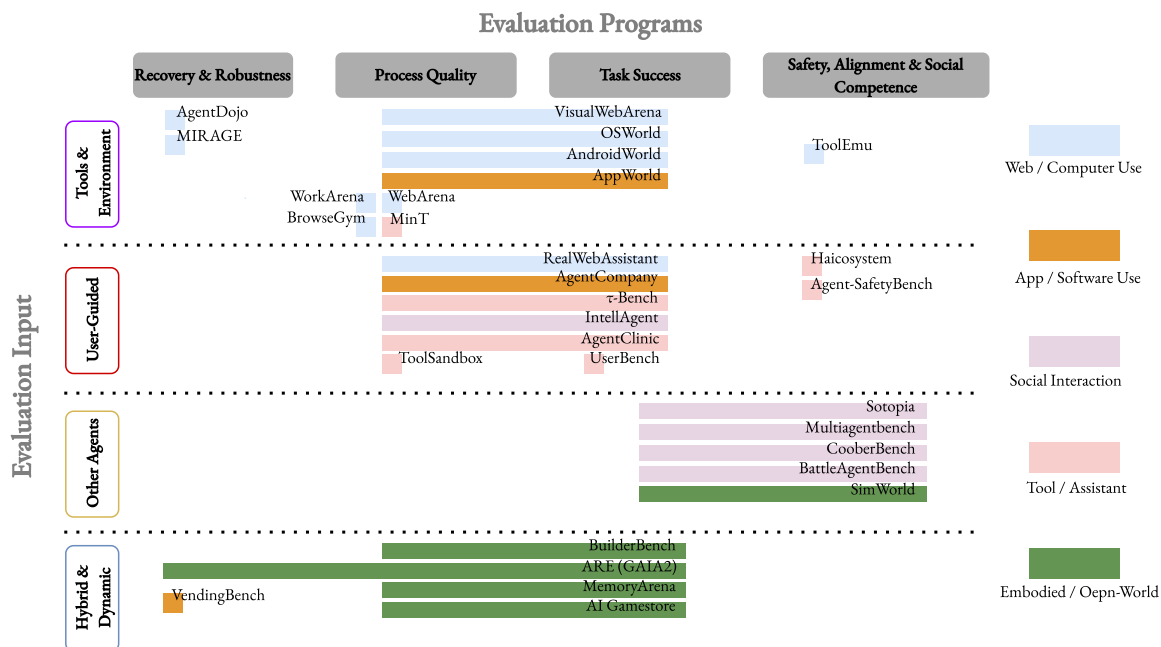 Evaluation Programs
Recovery & Robustness
Process Quality
Task Success
Safety, Alignment & Social
Competence
Evaluation Input
Tools &
Environment
AgentDojo
MIRAGE
VisualWebArena
OSWorld
AndroidWorld
AppWorld
WorkArena
WebArena
BrowseGym
MinT
ToolEmu
User-Guided
RealWebAssistant
AgentCompany
τ-Bench
IntellAgent
AgentClinic
ToolSandbox
UserBench
Haicosystem
Agent-SafetyBench
Other Agents
Sotopia
Multiagentbench
CooberBench
BattleAgentBench
SimWorld
Hybrid &
Dynamic
BuilderBench
ARE (GAIA2)
MemoryArena
AI Gamestore
VendingBench
Web / Computer Use
App / Software Use
Social Interaction
Tool / Assistant
Embodied / Oepn-World